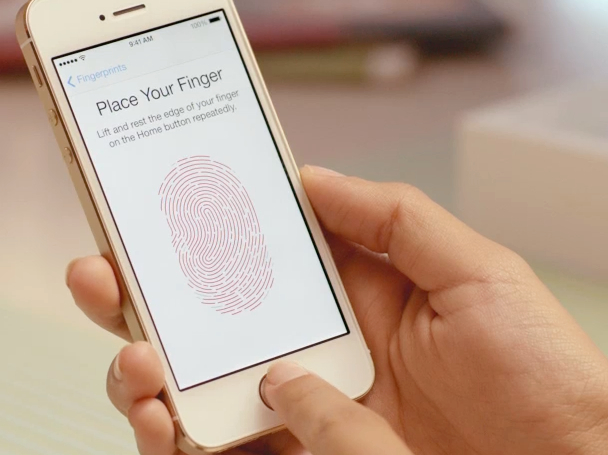 9:41 AM
100%
Fingerprints
Place Your Finger
Lift and rest the edge of your finger
on the Home button repeatedly.